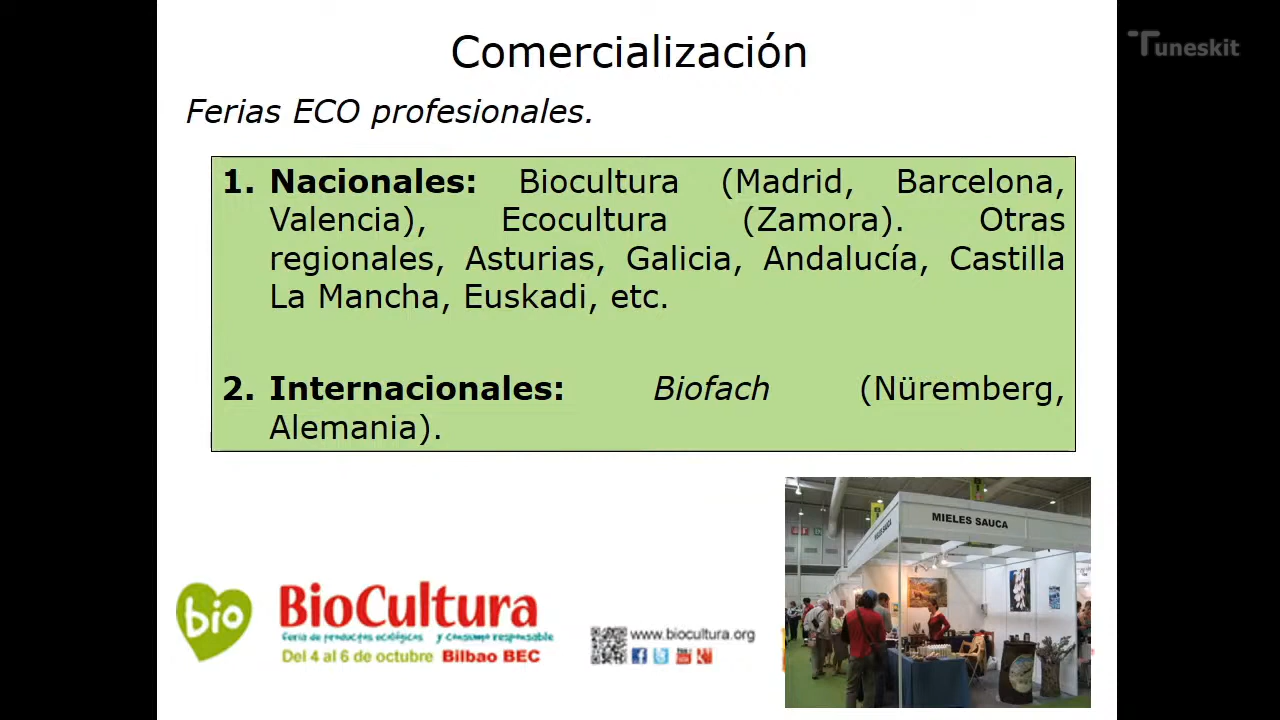 Comercialización
Tuneskit
Ferias ECO profesionales.
1. Nacionales: Biocultura (Madrid, Barcelona,
Valencia), Ecocultura (Zamora). Otras
regionales, Asturias, Galicia, Andalucía, Castilla
La Mancha, Euskadi, etc.
2. Internacionales: Biofach (Nüremberg,
Alemania).
MIELES SAUCA
MIELES SAUCA
bio
BioCultura
Feria de productos ecológicos y consumo responsable
Del 4 al 6 de octubre Bilbao BEC
www.biocultura.org